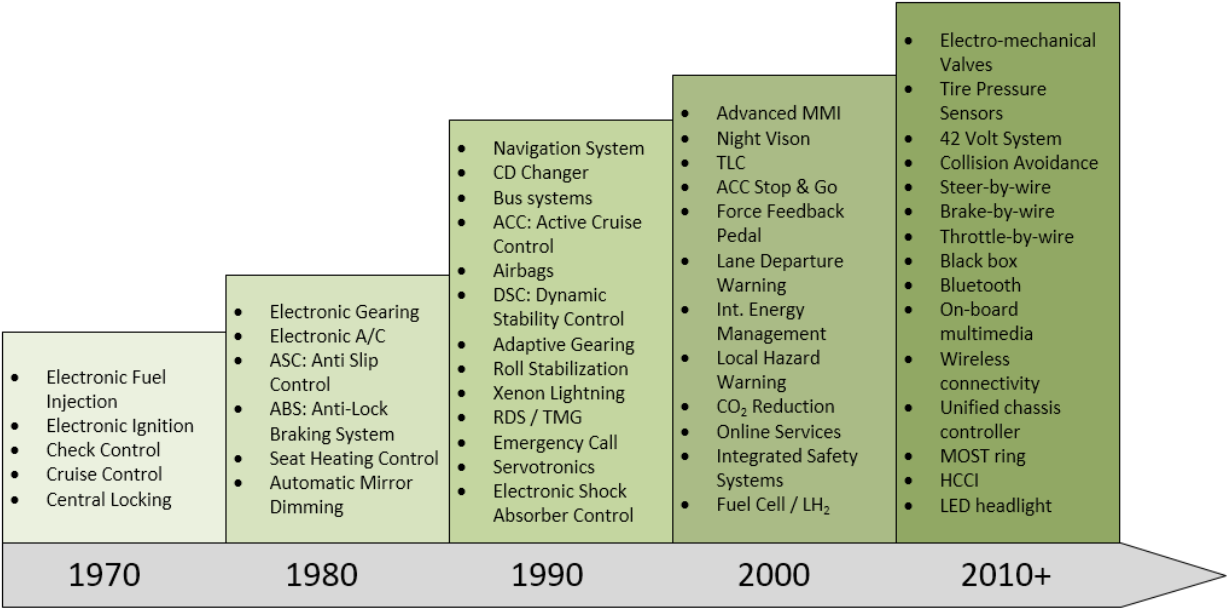 • Electronic Fuel
Injection
• Electronic Ignition
• Check Control
• Cruise Control
• Central Locking
• Electronic Gearing
• Electronic A/C
• ASC: Anti Slip
Control
• ABS: Anti-Lock
Braking System
• Seat Heating Control
• Automatic Mirror
Dimming
• Navigation System
• CD Changer
• Bus systems
• ACC: Active Cruise
Control
• Airbags
• DSC: Dynamic
Stability Control
• Adaptive Gearing
• Roll Stabilization
• Xenon Lightning
• RDS / TMG
• Emergency Call
• Servotronics
• Electronic Shock
Absorber Control
• Advanced MMI
• Night Vison
• TLC
• ACC Stop & Go
• Force Feedback
Pedal
• Lane Departure
Warning
• Int. Energy
Management
• Local Hazard
Warning
• CO₂ Reduction
• Online Services
• Integrated Safety
Systems
• Fuel Cell / LH₂
• Electro-mechanical
Valves
• Tire Pressure
Sensors
• 42 Volt System
• Collision Avoidance
• Steer-by-wire
• Brake-by-wire
• Throttle-by-wire
• Black box
• Bluetooth
• On-board
multimedia
• Wireless
connectivity
• Unified chassis
controller
• MOST ring
• HCCI
• LED headlight
1970
1980
1990
2000
2010+